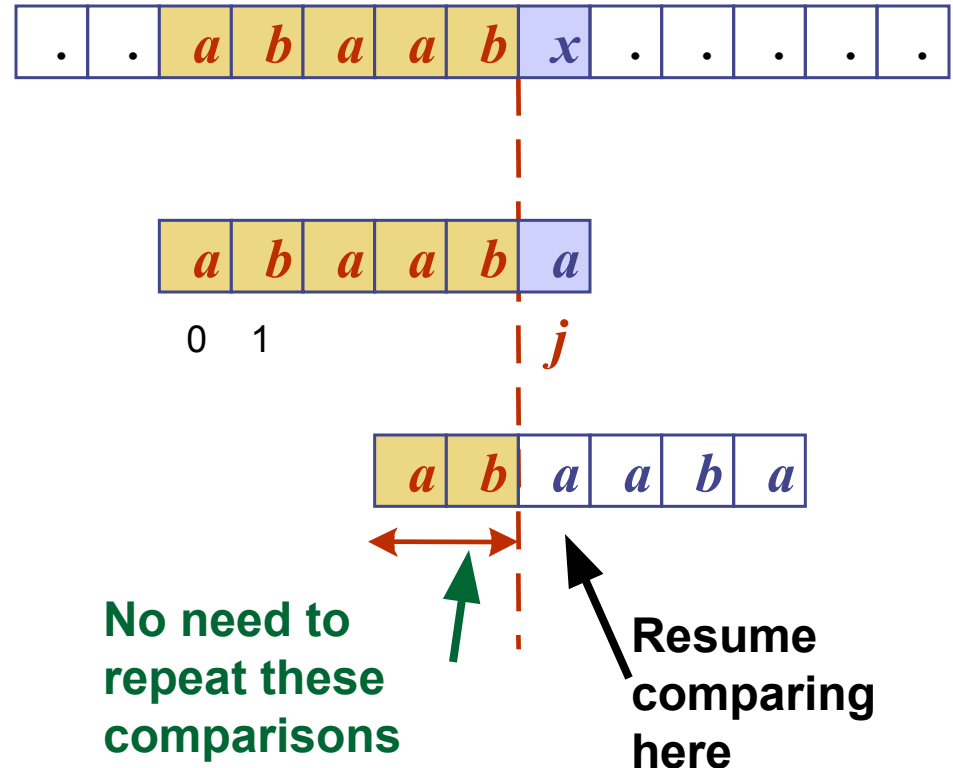 . . a b a a b x . . . . .
a b a a b a
0 1 j
a b a a b a
No need to
repeat these
comparisons
Resume
comparing
here